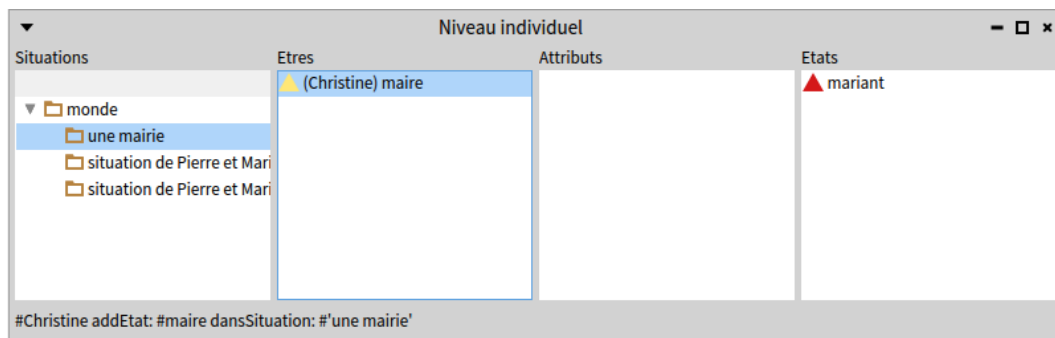 Niveau individuel
Situations Etres Attributs Etats
(Christine) maire mariant
monde
une mairie
situation de Pierre et Mari
situation de Pierre et Mari
#Christine addEtat: #maire dansSituation: #'une mairie'